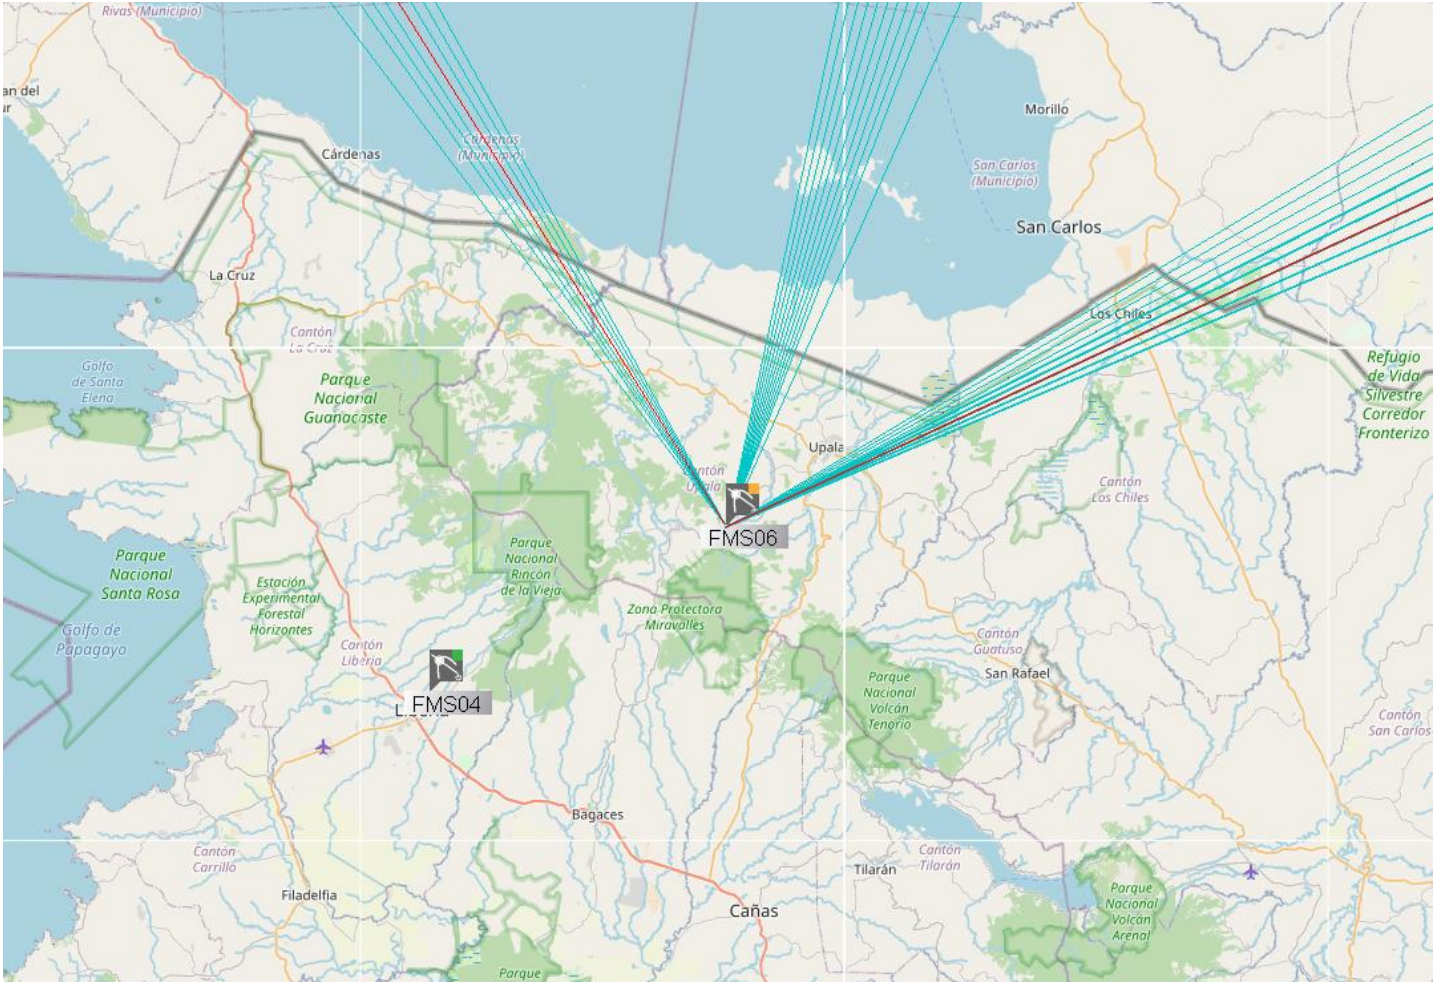 Rivas (Municipio)
an del
ur
Morillo
Cárdenas
(Municipio)
Cárdenas
San Carlos
(Municipio)
San Carlos
La Cruz
Los Chiles
Cantón
La Cruz
Golfo
de Santa
Elena
Parque
Nacional
Guanacaste
Refugio
de Vida
Silvestre
Corredor
Fronterizo
Upala
Cantón
Upala
Cantón
Los Chiles
FMS06
Parque
Nacional
Rincón
de la Vieja
Parque
Nacional
Santa Rosa
Estación
Experimental
Forestal
Horizontes
Zona Protectora
Miravalles
Golfo de
Papagayo
Cantón
Liberia
Cantón
Guatuso
San Rafael
Parque
Nacional
Volcán
Tenorio
FMS04
Cantón
San Carlos
Bagaces
Cantón
Carrillo
Cantón
Tilarán
Tilarán
Filadelfia
Cañas
Parque
Nacional
Volcán
Arenal
Parque